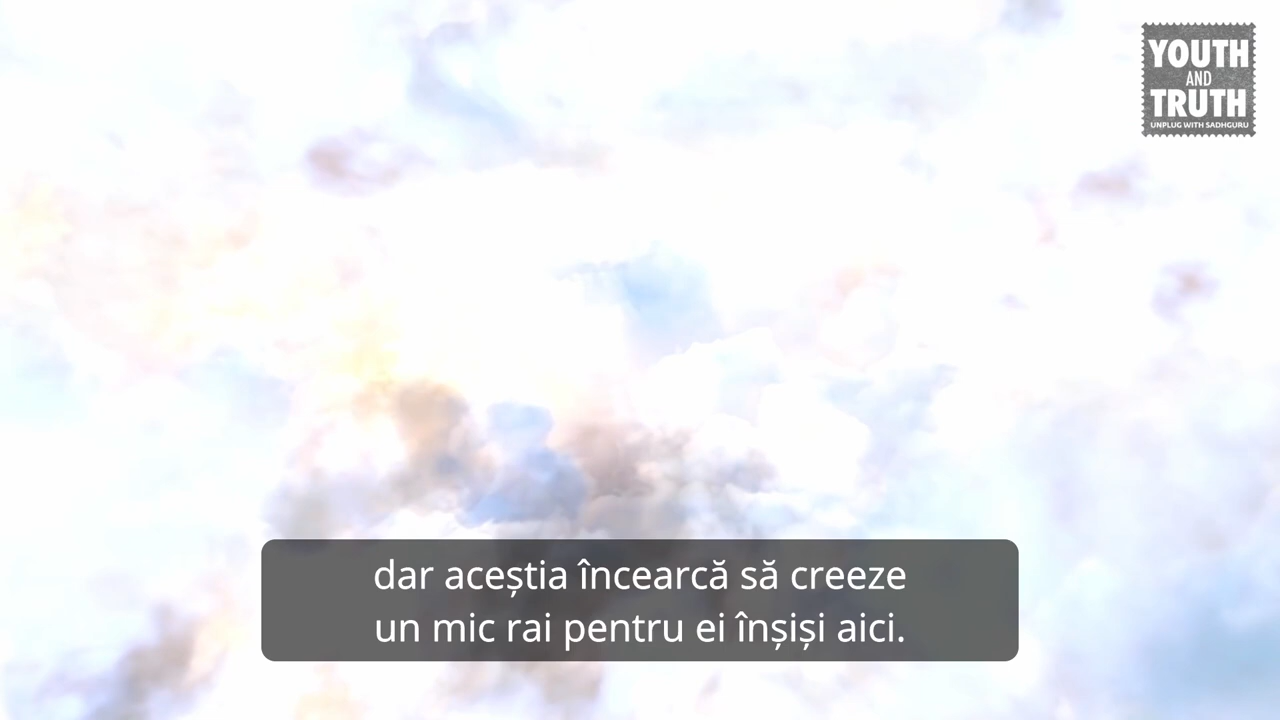 YOUTH
AND
TRUTH
UNPLUG WITH SADHGURU
dar aceștia încearcă să creeze
un mic rai pentru ei înșiși aici.